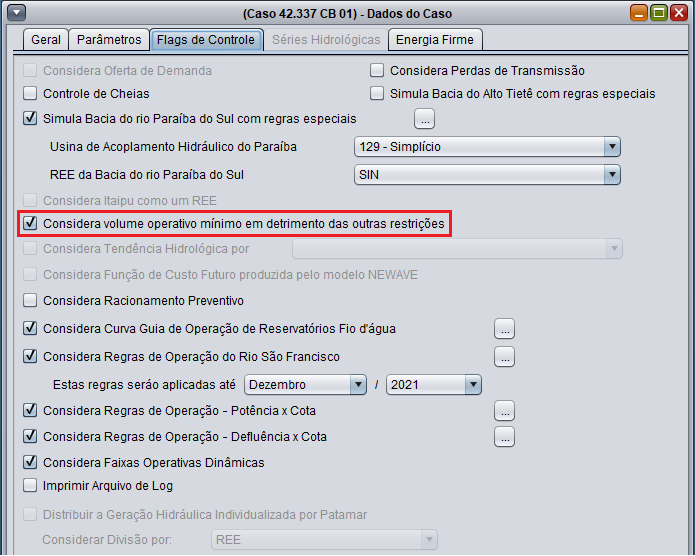 (Caso 42.337 CB 01) - Dados do Caso
Geral Parâmetros Flags de Controle Séries Hidrológicas Energia Firme
Considera Oferta de Demanda Considera Perdas de Transmissão
Controle de Cheias Simula Bacia do Alto Tietê com regras especiais
Simula Bacia do rio Paraíba do Sul com regras especiais ...
Usina de Acoplamento Hidráulico do Paraíba 129 - Simplício
REE da Bacia do rio Paraíba do Sul SIN
Considera Itaipu como um REE
Considera volume operativo mínimo em detrimento das outras restrições
Considera Tendência Hidrológica por
Considera Função de Custo Futuro produzida pelo modelo NEWAVE
Considera Racionamento Preventivo
Considera Curva Guia de Operação de Reservatórios Fio d'água ...
Considera Regras de Operação do Rio São Francisco ...
Estas regras serão aplicadas até Dezembro / 2021
Considera Regras de Operação - Potência x Cota ...
Considera Regras de Operação - Defluência x Cota ...
Considera Faixas Operativas Dinâmicas
Imprimir Arquivo de Log
Distribuir a Geração Hidráulica Individualizada por Patamar
Considerar Divisão por: REE